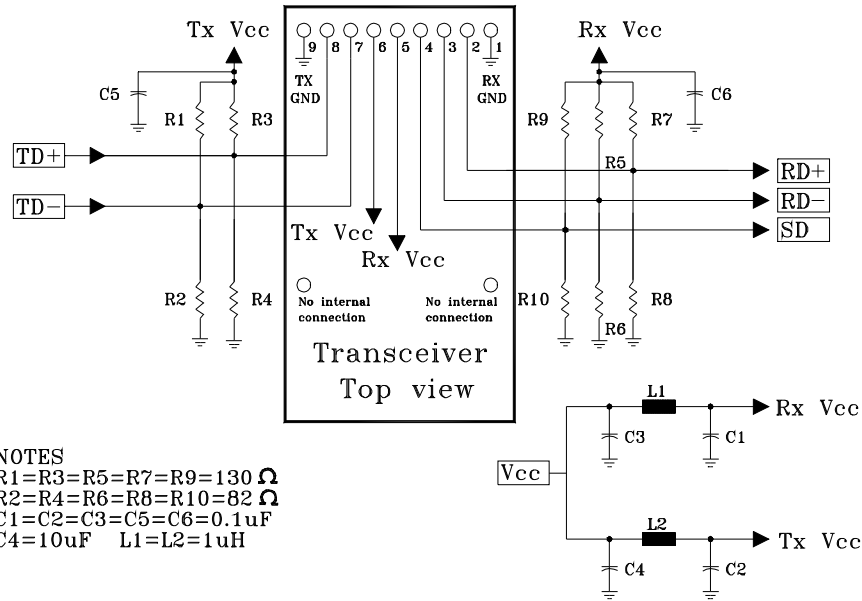 Tx Vcc
Rx Vcc
9 8 7 6 5 4 3 2 1
TX
GND
RX
GND
C5
R1
R3
R9
R7
C6
TD+
R5
RD+
TD-
RD-
Tx Vcc
SD
Rx Vcc
R2
R4
No internal
connection
No internal
connection
R10
R8
R6
Transceiver
Top view
L1
Rx Vcc
C3
C1
Vcc
L2
Tx Vcc
C4
C2
NOTES
R1=R3=R5=R7=R9=130 Ω
R2=R4=R6=R8=R10=82 Ω
C1=C2=C3=C5=C6=0.1uF
C4=10uF L1=L2=1uH